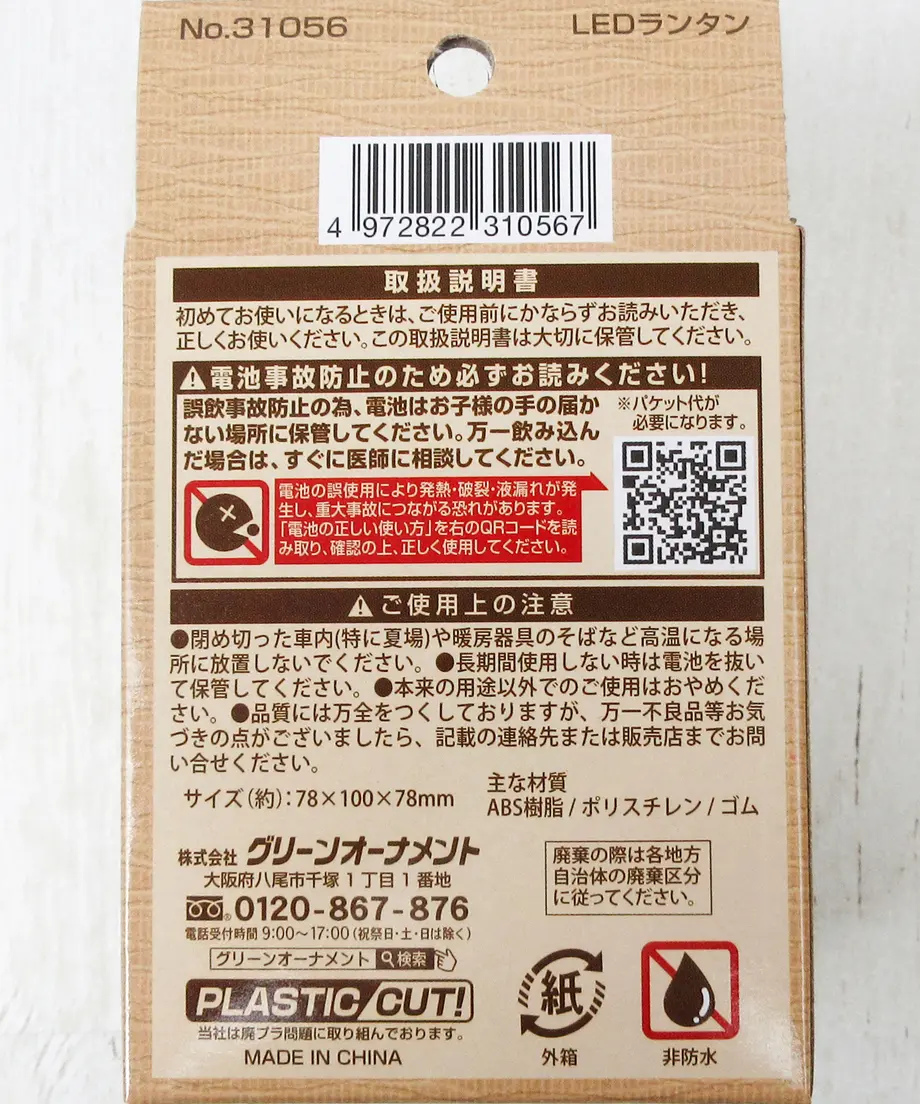 No.31056
LEDランタン
4 972822 310567
取扱説明書
初めてお使いになるときは、ご使用前にかならずお読みいただき、
正しくお使いください。この取扱説明書は大切に保管してください。
電池事故防止のため必ずお読みください!
誤飲事故防止の為、電池はお子様の手の届か
ない場所に保管してください。万一飲み込ん
だ場合は、すぐに医師に相談してください。
※パケット代が
必要になります。
電池の誤使用により発熱・破裂・液漏れが発
生し、重大事故につながる恐れがあります。
「電池の正しい使い方」を右のQRコードを読
み取り、確認の上、正しく使用してください。
ご使用上の注意
●閉め切った車内(特に夏場)や暖房器具のそばなど高温になる場
所に放置しないでください。●長期間使用しない時は電池を抜い
て保管してください。●本来の用途以外でのご使用はおやめくだ
さい。●品質には万全をつくしておりますが、万一不良品等お気
づきの点がございましたら、記載の連絡先または販売店までお問
い合せください。
サイズ(約):78×100×78mm
主な材質
ABS樹脂/ポリスチレン/ゴム
株式会社 グリーンオーナメント
大阪府八尾市千塚1丁目1番地
0120-867-876
電話受付時間 9:00〜17:00(祝祭日・土・日は除く)
グリーンオーナメント 検索
PLASTIC/CUT!
当社は廃プラ問題に取り組んでおります。
MADE IN CHINA
廃棄の際は各地方
自治体の廃棄区分
に従ってください。
紙
外箱
非防水